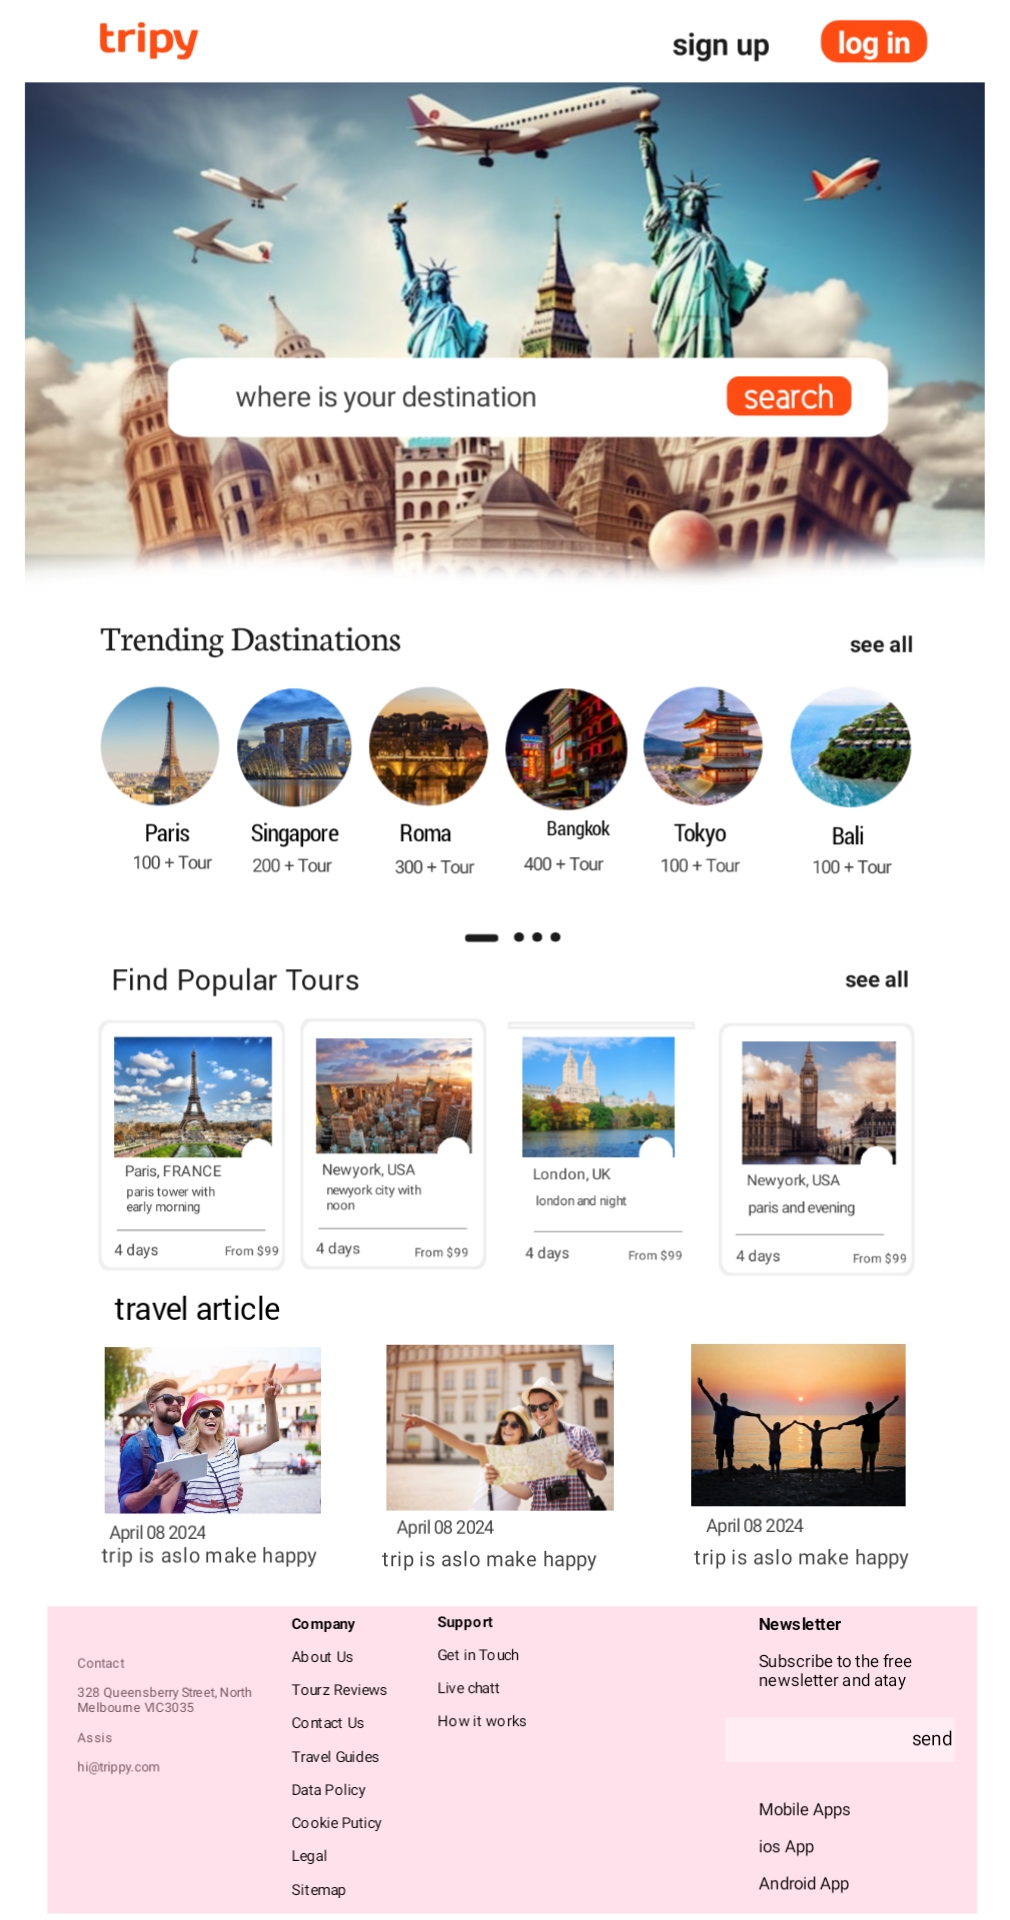 tripy
sign up
log in
where is your destination
search
Trending Dastinations
see all
Paris
100 + Tour
Singapore
200 + Tour
Roma
300 + Tour
Bangkok
400 + Tour
Tokyo
100 + Tour
Bali
100 + Tour
Find Popular Tours
see all
Paris, FRANCE
paris tower with
early morning
4 days
From $99
Newyork, USA
newyork city with
noon
4 days
From $99
London, UK
london and night
4 days
From $99
Newyork, USA
paris and evening
4 days
From $99
travel article
April 08 2024
trip is aslo make happy
April 08 2024
trip is aslo make happy
April 08 2024
trip is aslo make happy
Contact
328 Queensberry Street, North
Melbourne VIC3035
Assis
hi@trippy.com
Company
About Us
Tourz Reviews
Contact Us
Travel Guides
Data Policy
Cookie Puticy
Legal
Sitemap
Support
Get in Touch
Live chatt
How it works
Newsletter
Subscribe to the free
newsletter and atay
send
Mobile Apps
ios App
Android App